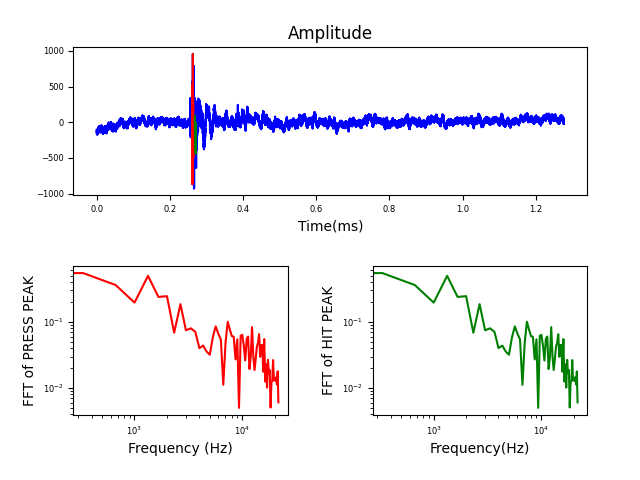 Amplitude
1000
500
0
−500
−1000
0.0 0.2 0.4 0.6 0.8 1.0 1.2
Time(ms)
FFT of PRESS PEAK
10⁻¹
10⁻²
10³ 10⁴
Frequency (Hz)
FFT of HIT PEAK
10⁻¹
10⁻²
10³ 10⁴
Frequency(Hz)